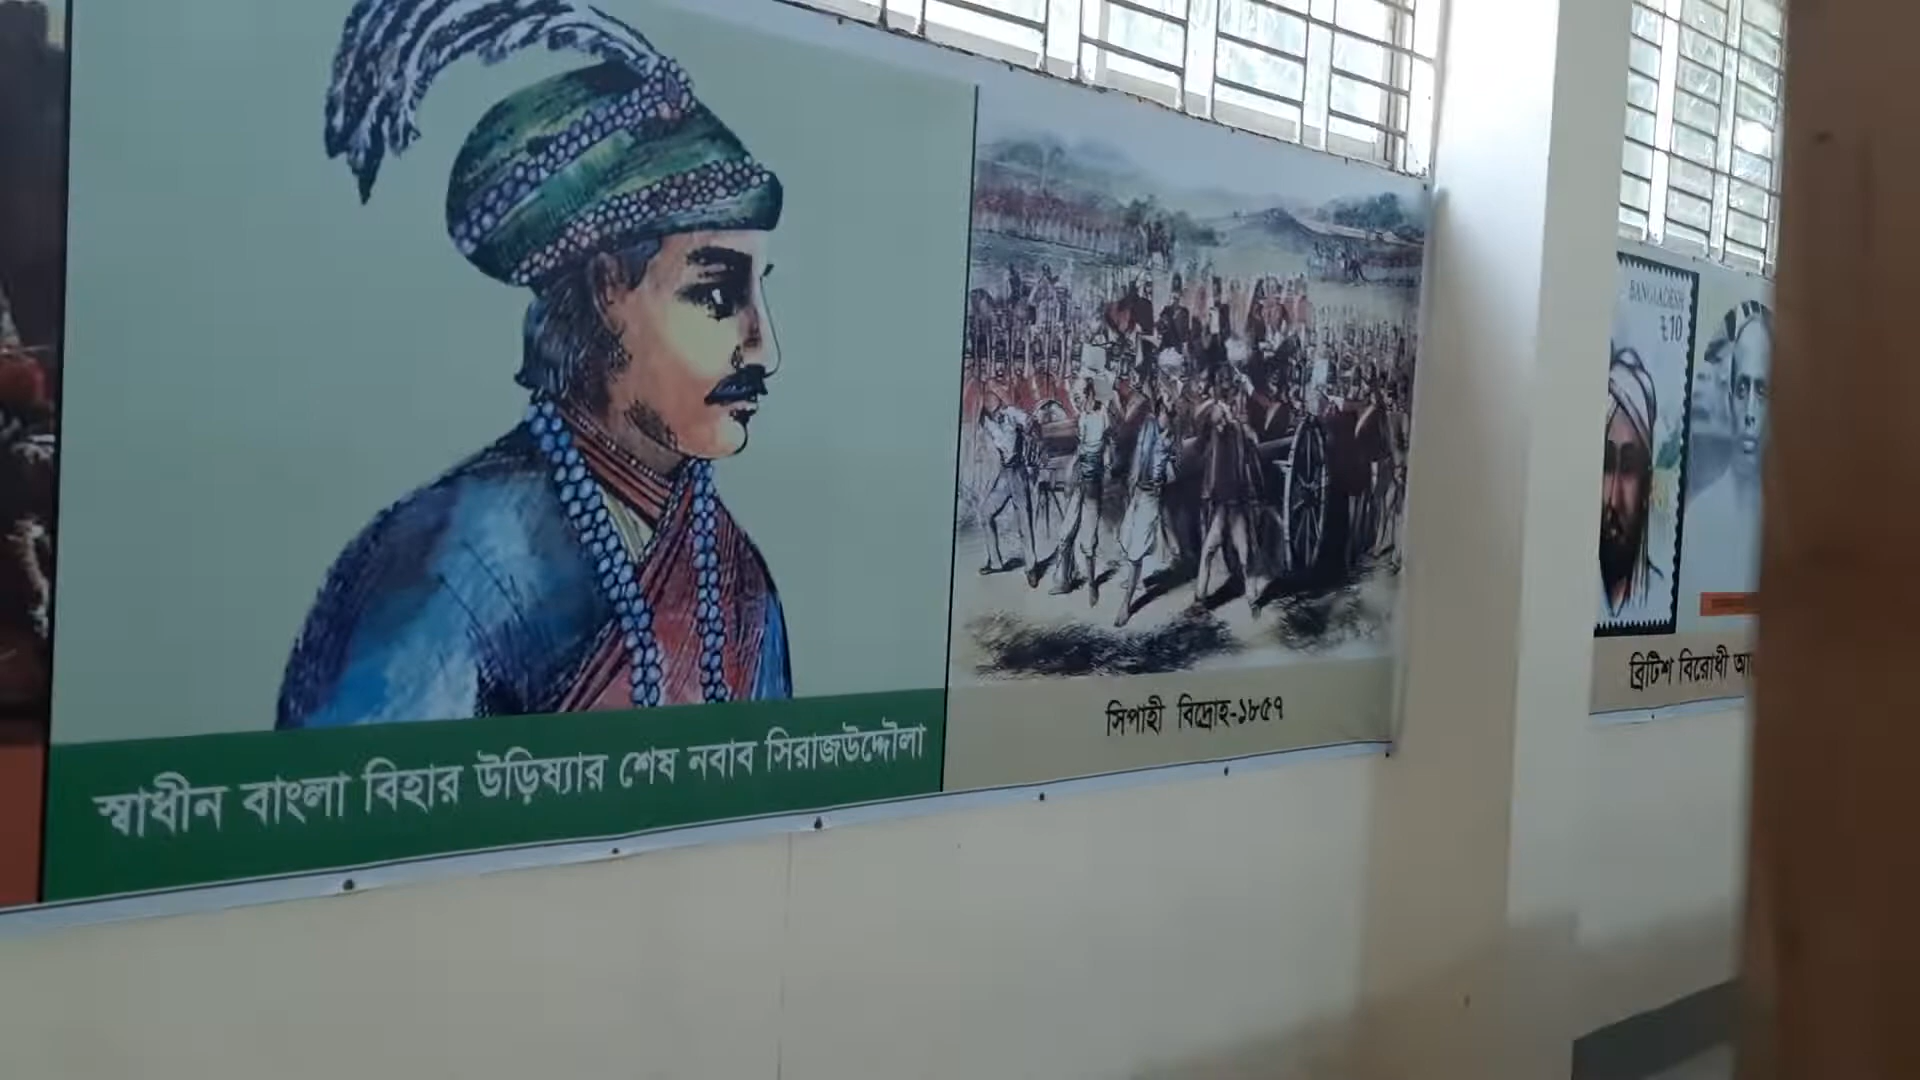 স্বাধীন বাংলা বিহার উড়িষ্যার শেষ নবাব সিরাজউদ্দৌলা
সিপাহী বিদ্রোহ-১৮৫৭
BANGLADESH
৳10
ব্রিটিশ বিরোধী